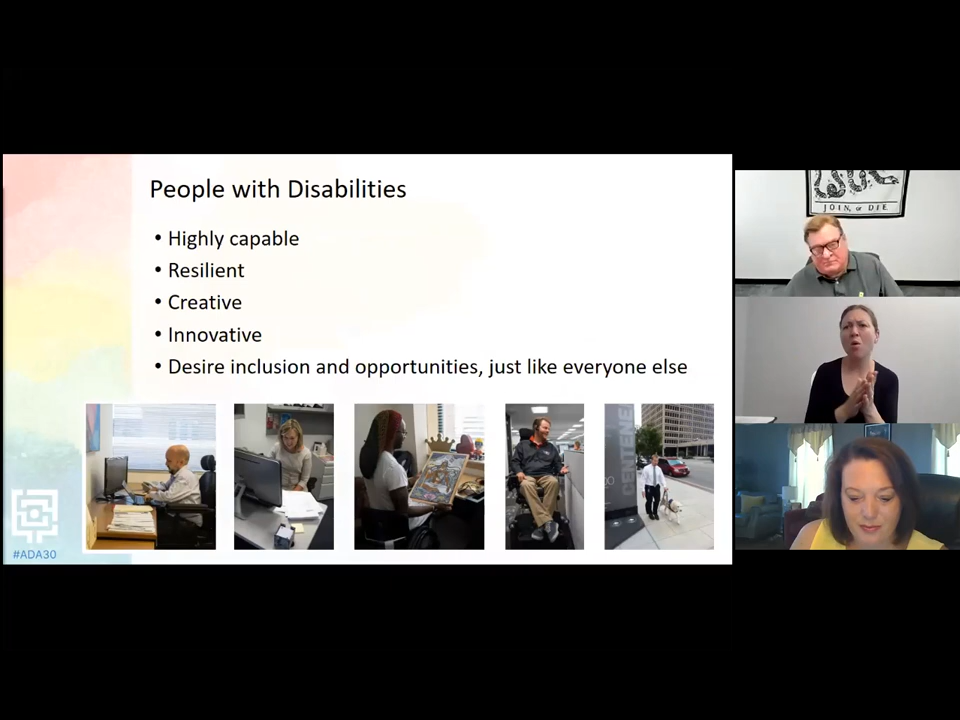 People with Disabilities
• Highly capable
• Resilient
• Creative
• Innovative
• Desire inclusion and opportunities, just like everyone else
#ADA30
CENTENE
JOIN, or DIE